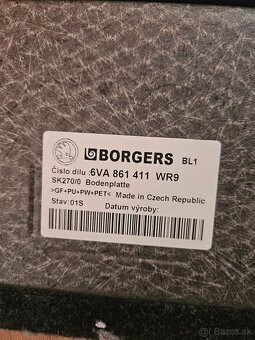 BORGERS BL1
Číslo dílu :6VA 861 411 WR9
SK270/0 Bodenplatte
>GF+PU+PW+PET< Made in Czech Republic
Stav:01S Datum výroby:
bazos.sk